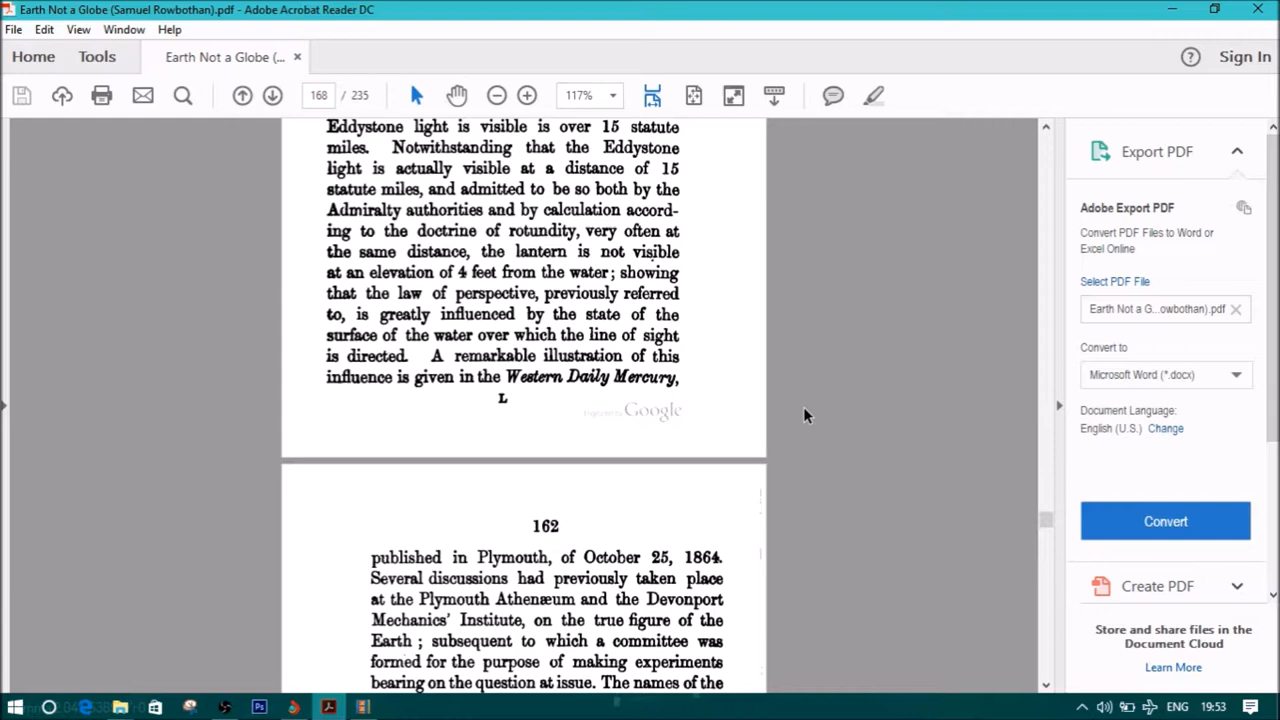 Earth Not a Globe (Samuel Rowbothan).pdf - Adobe Acrobat Reader DC
File Edit View Window Help
Home Tools Earth Not a Globe (... × Sign In
168 / 235 117%
Eddystone light is visible is over 15 statute
miles. Notwithstanding that the Eddystone
light is actually visible at a distance of 15
statute miles, and admitted to be so both by the
Admiralty authorities and by calculation accord-
ing to the doctrine of rotundity, very often at
the same distance, the lantern is not visible
at an elevation of 4 feet from the water; showing
that the law of perspective, previously referred
to, is greatly influenced by the state of the
surface of the water over which the line of sight
is directed. A remarkable illustration of this
influence is given in the Western Daily Mercury,
L
Google
162
published in Plymouth, of October 25, 1864.
Several discussions had previously taken place
at the Plymouth Athenæum and the Devonport
Mechanics' Institute, on the true figure of the
Earth; subsequent to which a committee was
formed for the purpose of making experiments
bearing on the question at issue. The names of the
Export PDF
Adobe Export PDF
Convert PDF Files to Word or
Excel Online
Select PDF File
Earth Not a G...owbothan).pdf
Convert to
Microsoft Word (*.docx)
Document Language:
English (U.S.) Change
Convert
Create PDF
Store and share files in the
Document Cloud
Learn More
Ps ENG 19:53